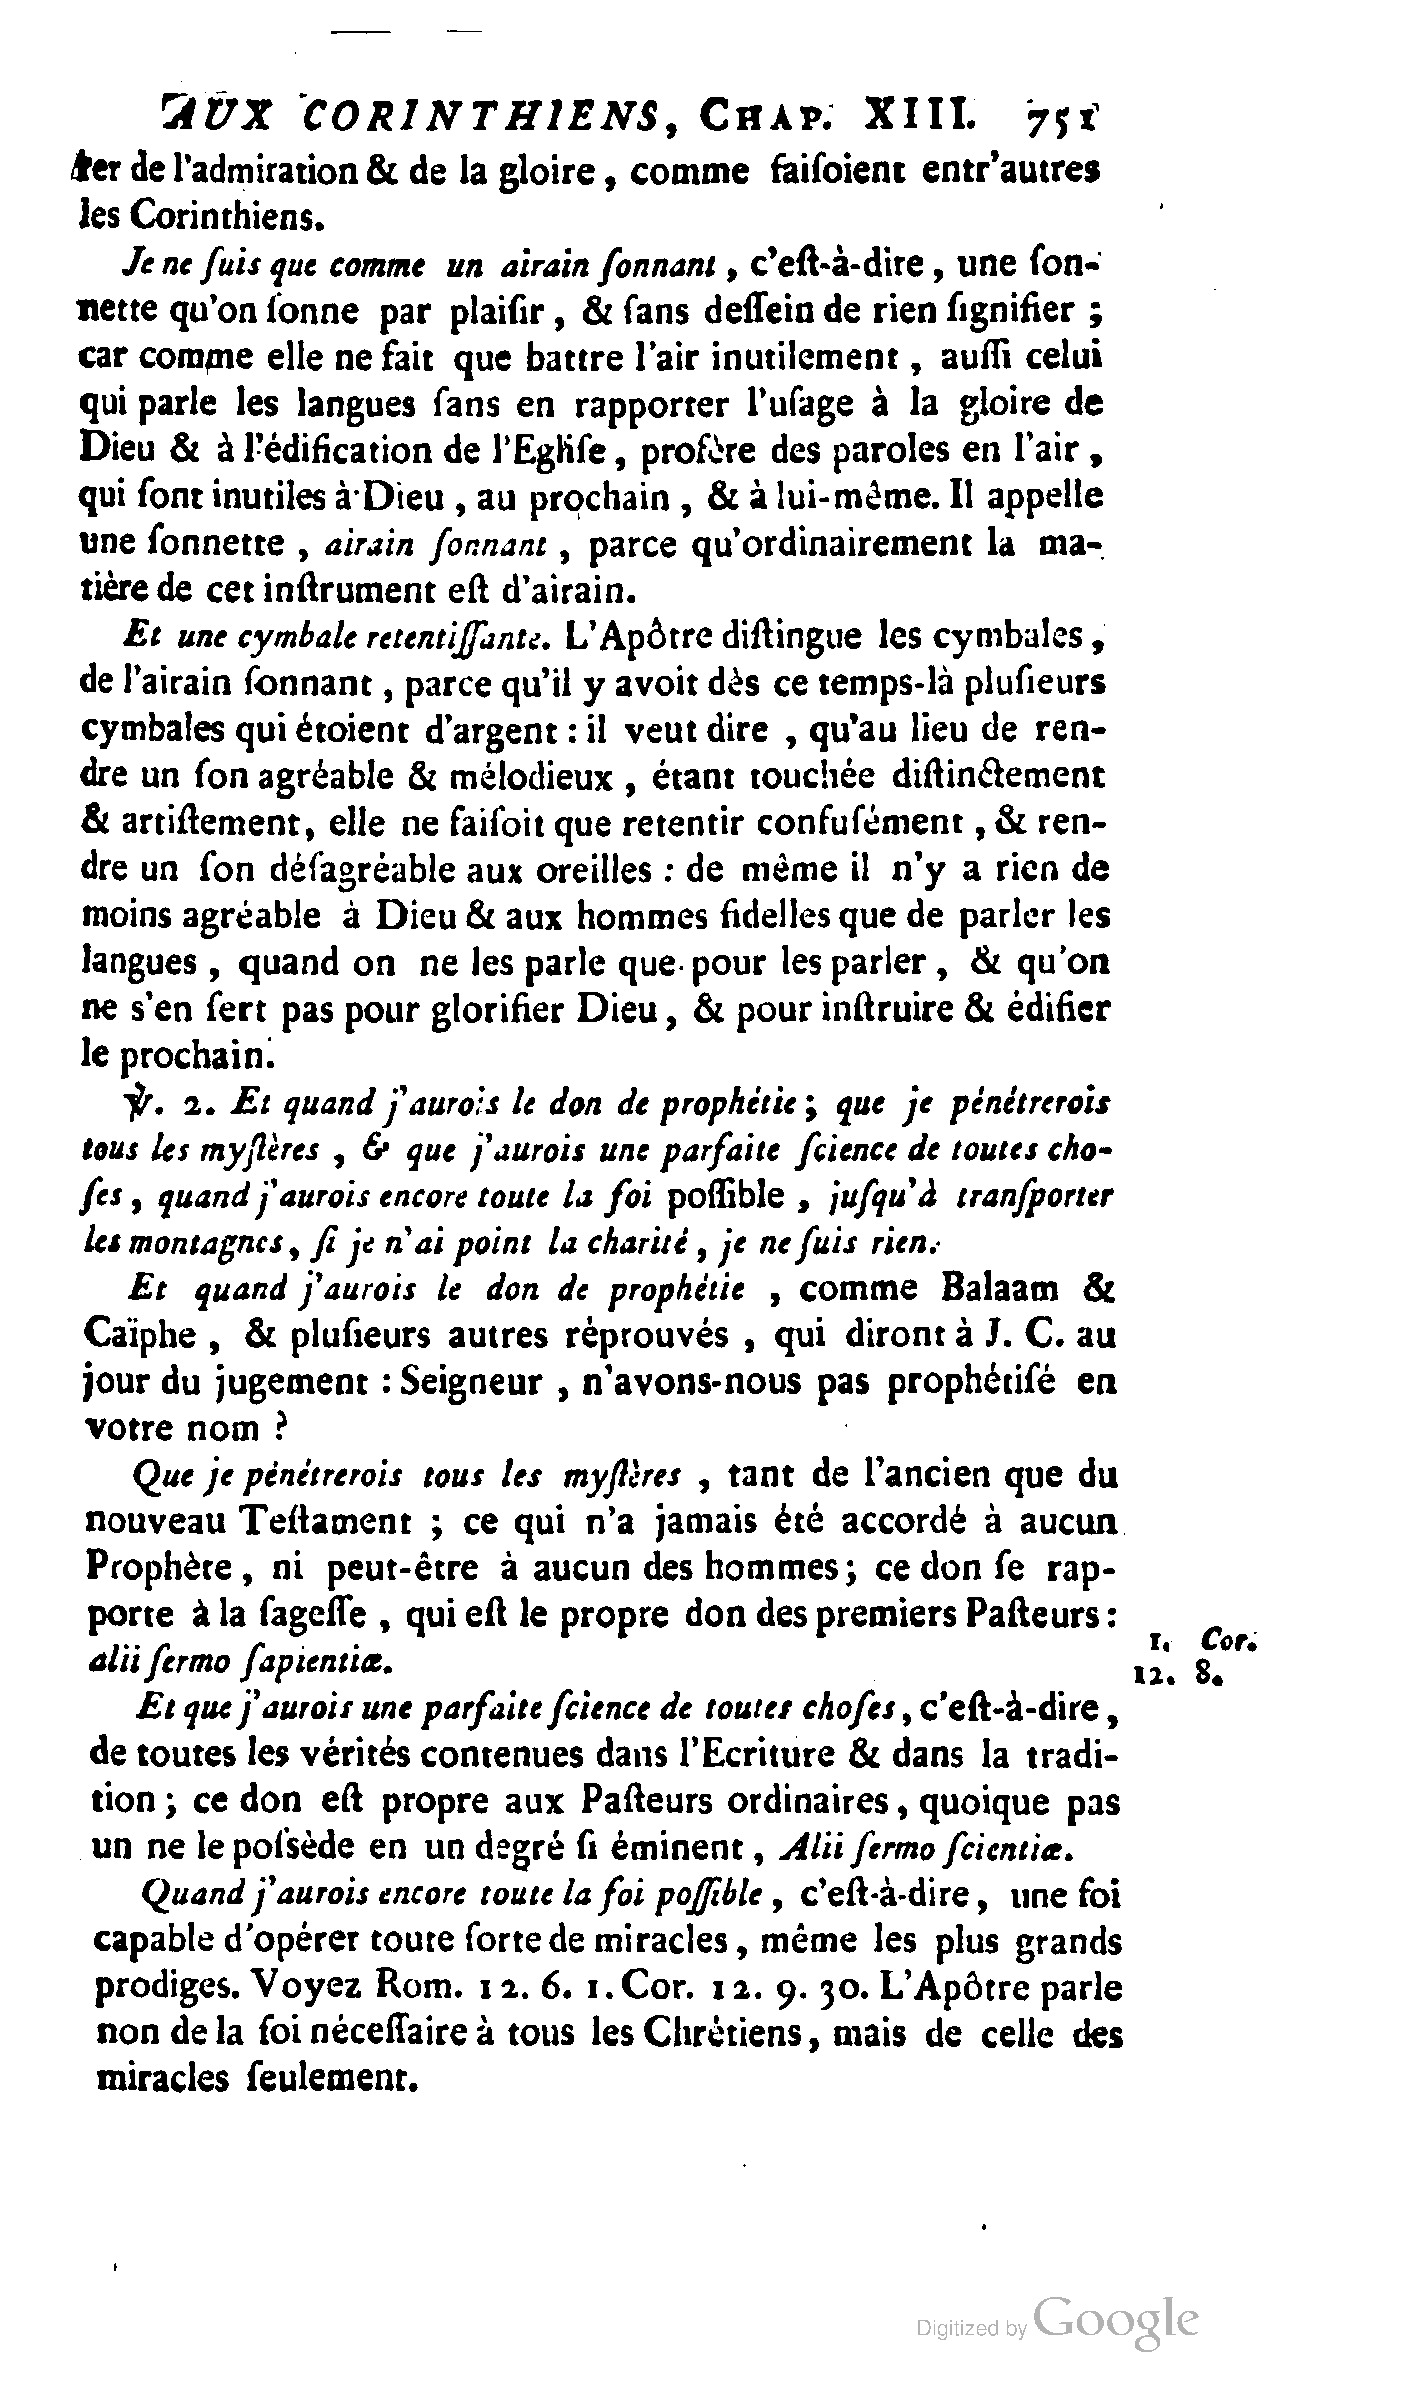 AUX CORINTHIENS, CHAP. XIII. 751
ter de l'admiration & de la gloire, comme faiſoient entr'autres
les Corinthiens.
Je ne ſuis que comme un airain ſonnant, c'eſt-à-dire, une ſon-
nette qu'on ſonne par plaiſir, & ſans deſſein de rien ſignifier;
car comme elle ne fait que battre l'air inutilement, auſſi celui
qui parle les langues ſans en rapporter l'uſage à la gloire de
Dieu & à l'édification de l'Egliſe, profère des paroles en l'air,
qui ſont inutiles à Dieu, au prochain, & à lui-même. Il appelle
une ſonnette, airain ſonnant, parce qu'ordinairement la ma-
tière de cet inſtrument eſt d'airain.
Et une cymbale retentiſſante. L'Apôtre diſtingue les cymbales,
de l'airain ſonnant, parce qu'il y avoit dès ce temps-là pluſieurs
cymbales qui étoient d'argent : il veut dire, qu'au lieu de ren-
dre un ſon agréable & mélodieux, étant touchée diſtinctement
& artiſtement, elle ne faiſoit que retentir confuſément, & ren-
dre un ſon déſagréable aux oreilles : de même il n'y a rien de
moins agréable à Dieu & aux hommes fidelles que de parler les
langues, quand on ne les parle que pour les parler, & qu'on
ne s'en ſert pas pour glorifier Dieu, & pour inſtruire & édifier
le prochain.
℣. 2. Et quand j'aurois le don de prophétie; que je pénétrerois
tous les myſtères, & que j'aurois une parfaite ſcience de toutes cho-
ſes, quand j'aurois encore toute la foi poſſible, juſqu'à tranſporter
les montagnes, ſi je n'ai point la charité, je ne ſuis rien.
Et quand j'aurois le don de prophétie, comme Balaam &
Caïphe, & pluſieurs autres réprouvés, qui diront à J. C. au
jour du jugement : Seigneur, n'avons-nous pas prophétiſé en
votre nom ?
Que je pénétrerois tous les myſtères, tant de l'ancien que du
nouveau Teſtament ; ce qui n'a jamais été accordé à aucun
Prophète, ni peut-être à aucun des hommes; ce don ſe rap-
porte à la ſageſſe, qui eſt le propre don des premiers Paſteurs :
alii ſermo ſapientiæ.
1. Cor.
12. 8.
Et que j'aurois une parfaite ſcience de toutes choſes, c'eſt-à-dire,
de toutes les vérités contenues dans l'Ecriture & dans la tradi-
tion; ce don eſt propre aux Paſteurs ordinaires, quoique pas
un ne le poſsède en un degré ſi éminent, Alii ſermo ſcientiæ.
Quand j'aurois encore toute la foi poſſible, c'eſt-à-dire, une foi
capable d'opérer toute ſorte de miracles, même les plus grands
prodiges. Voyez Rom. 12. 6. 1. Cor. 12. 9. 30. L'Apôtre parle
non de la foi néceſſaire à tous les Chrétiens, mais de celle des
miracles ſeulement.
Digitized by Google